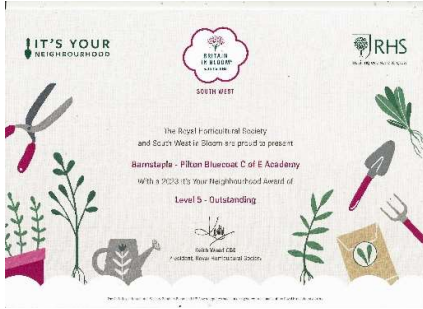 IT'S YOUR
NEIGHBOURHOOD
BRITAIN
IN BLOOM
SOUTH WEST
RHS
The Royal Horticultural Society
and South West in Bloom are proud to present
Barnstaple - Pilton Bluecoat C of E Academy
With a 2023 It's Your Neighbourhood Award of
Level 5 - Outstanding
Keith Weed CBE
President, Royal Horticultural Society